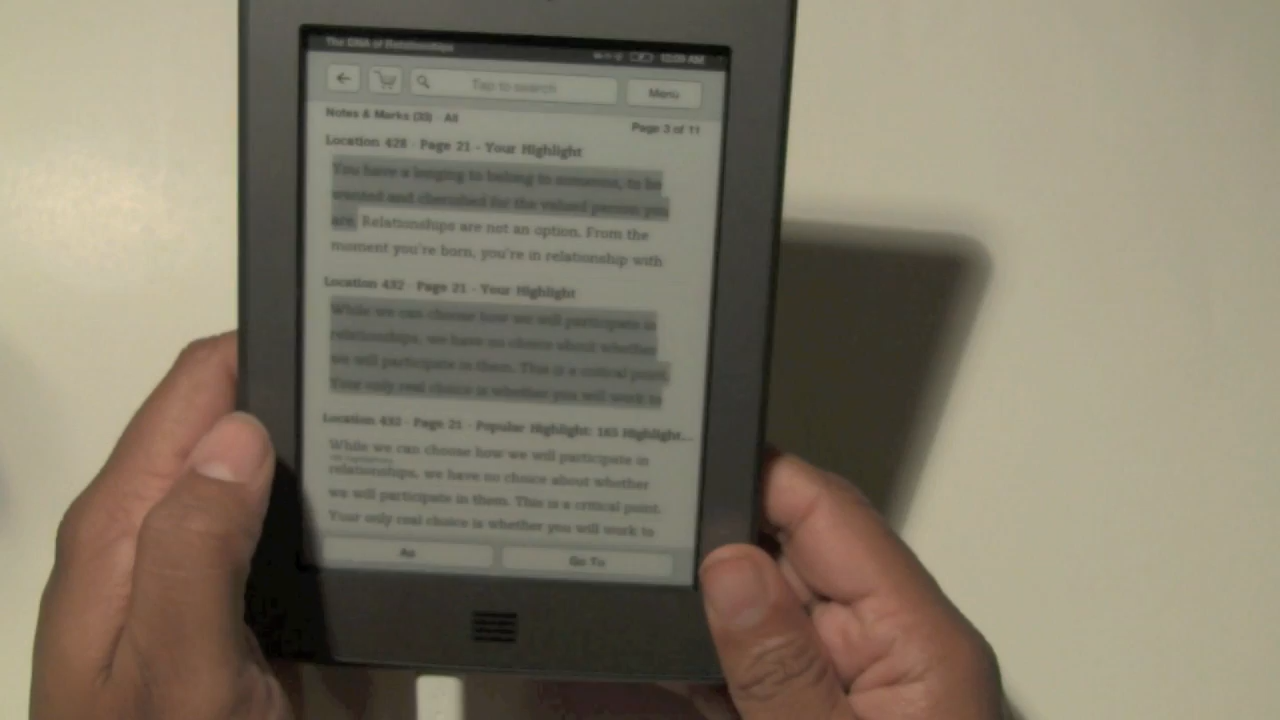 The DNA of Relationships
10:09 AM
Tap to search
Menu
Notes & Marks (33) · All
Page 3 of 11
Location 428 · Page 21 - Your Highlight
You have a longing to belong to someone, to be
wanted and cherished for the valued person you
are. Relationships are not an option. From the
moment you're born, you're in relationship with
Location 432 · Page 21 - Your Highlight
While we can choose how we will participate in
relationships, we have no choice about whether
we will participate in them. This is a critical point.
Your only real choice is whether you will work to
Location 433 · Page 21 - Popular Highlight: 165 Highlight...
While we can choose how we will participate in
relationships, we have no choice about whether
we will participate in them. This is a critical point.
Your only real choice is whether you will work to
Aa
Go To